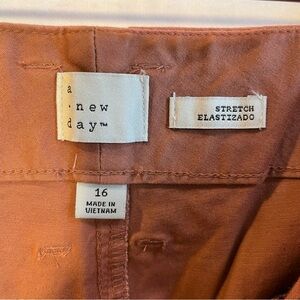 a
· new
day™
STRETCH
ELASTIZADO
16
MADE IN
VIETNAM